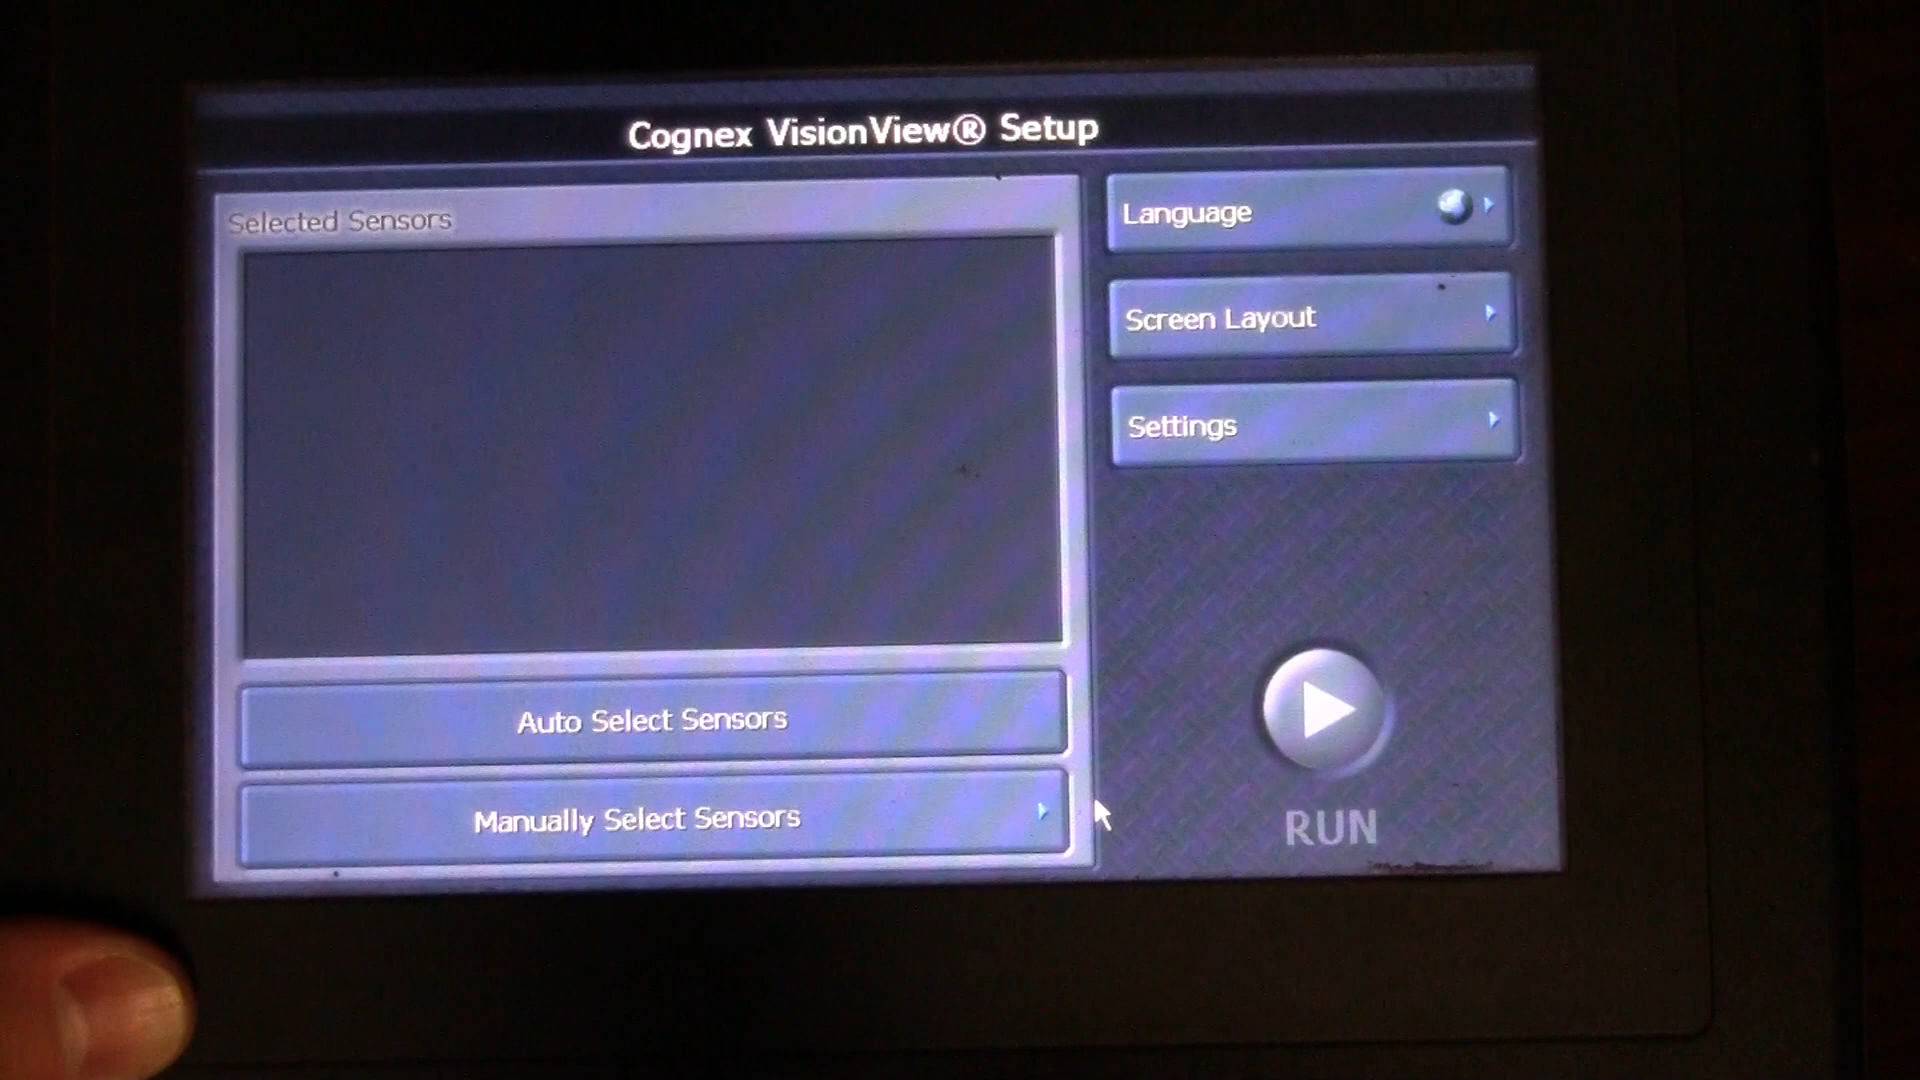 Cognex VisionView® Setup
Selected Sensors
Language
Screen Layout
Settings
Auto Select Sensors
Manually Select Sensors
RUN